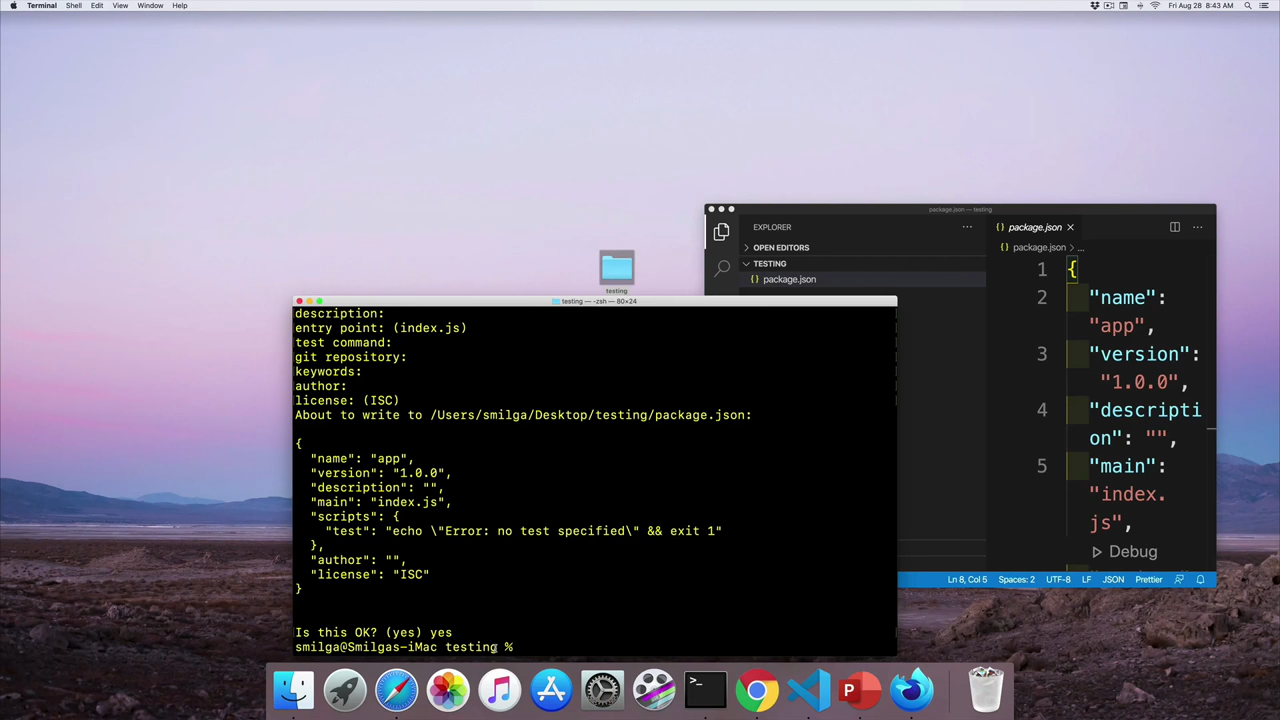 Terminal Shell Edit View Window Help
Fri Aug 28 8:43 AM
testing
package.json — testing
EXPLORER
OPEN EDITORS
TESTING
package.json
package.json
package.json > ...
1 {
2 "name":
"app",
3 "version":
"1.0.0",
4 "descripti
on": "",
5 "main":
"index.
js",
Debug
Ln 8, Col 5 Spaces: 2 UTF-8 LF JSON Prettier
testing — -zsh — 80×24
description:
entry point: (index.js)
test command:
git repository:
keywords:
author:
license: (ISC)
About to write to /Users/smilga/Desktop/testing/package.json:
{
"name": "app",
"version": "1.0.0",
"description": "",
"main": "index.js",
"scripts": {
"test": "echo \"Error: no test specified\" && exit 1"
},
"author": "",
"license": "ISC"
}
Is this OK? (yes) yes
smilga@Smilgas-iMac testing %
>_
P